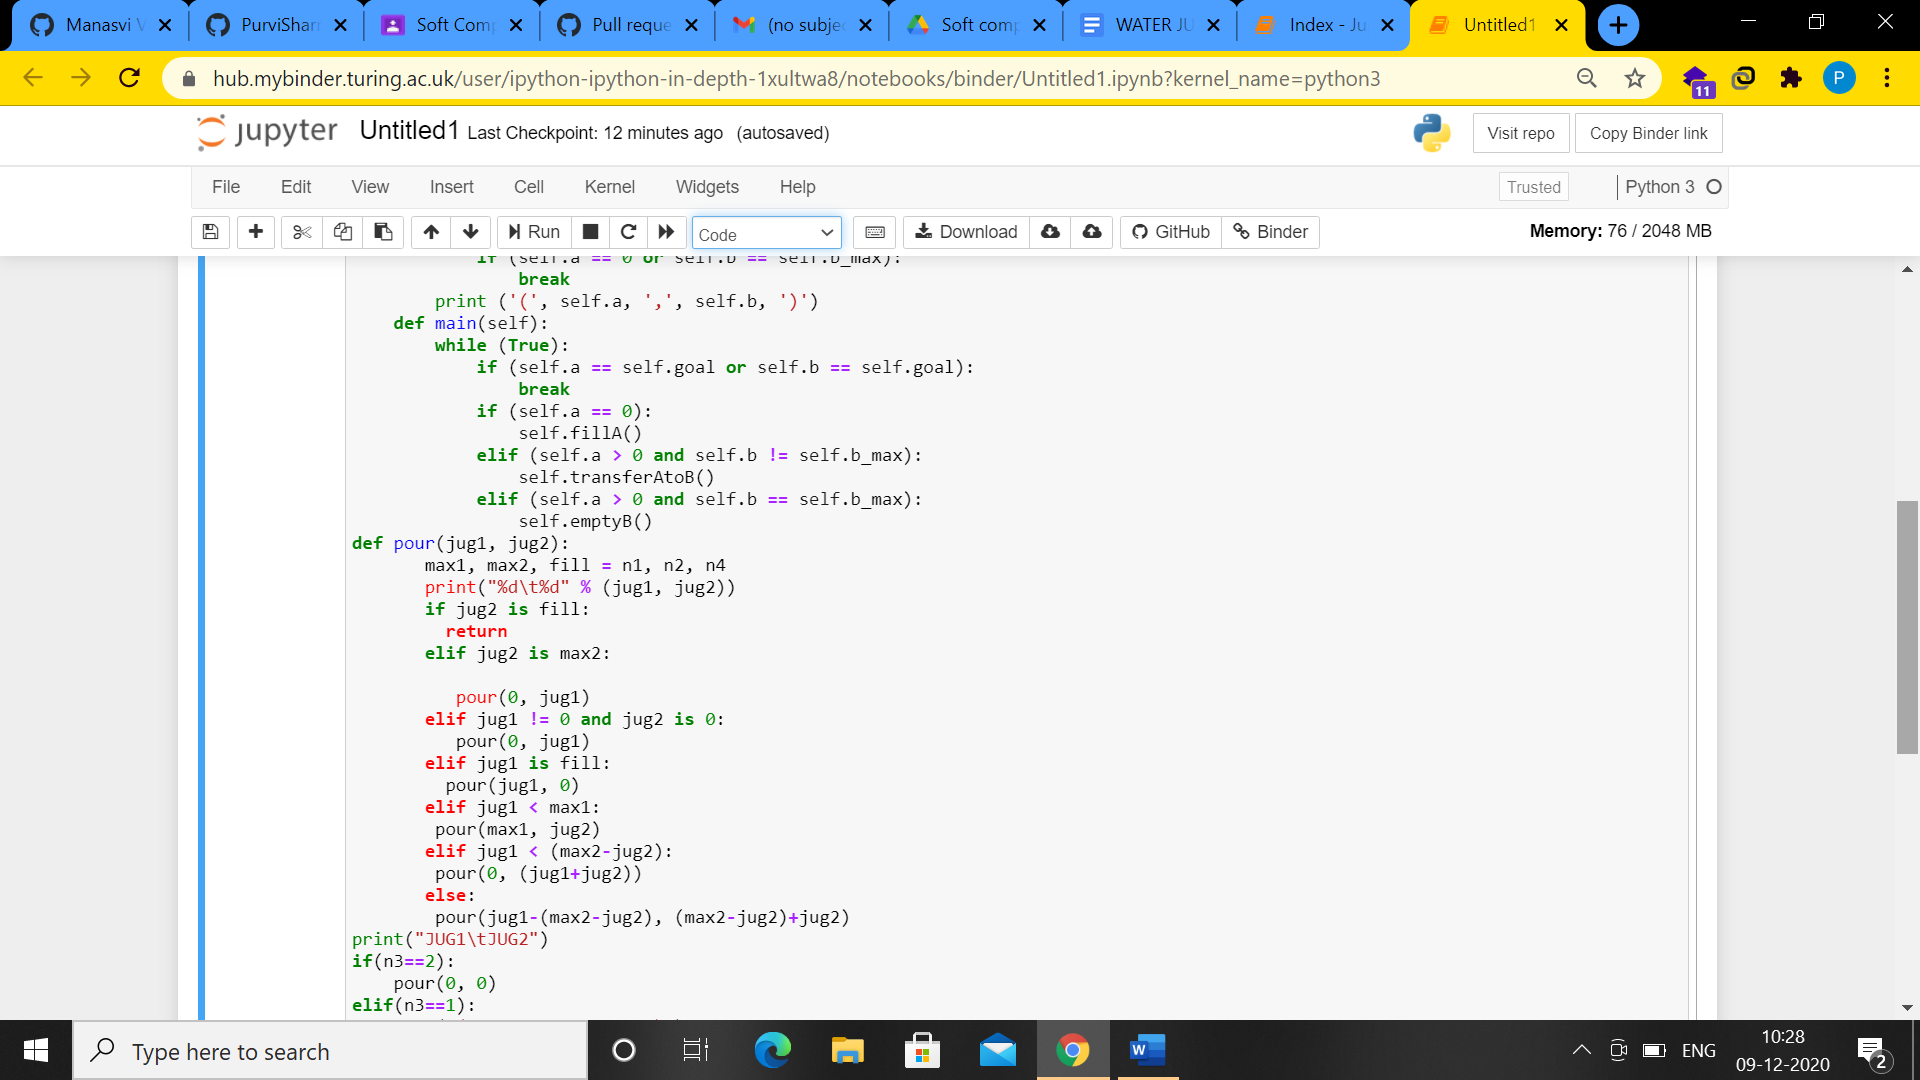 Manasvi V
PurviShar
Soft Comp
Pull reque
(no subje
Soft comp
WATER JU
Index - Ju
Untitled1
hub.mybinder.turing.ac.uk/user/ipython-ipython-in-depth-1xultwa8/notebooks/binder/Untitled1.ipynb?kernel_name=python3
11
P
jupyter Untitled1 Last Checkpoint: 12 minutes ago (autosaved)
Visit repo
Copy Binder link
File Edit View Insert Cell Kernel Widgets Help
Trusted
Python 3
Run
Code
Download
GitHub
Binder
Memory: 76 / 2048 MB
if (self.a == 0 or self.b == self.b_max):
break
print ('(', self.a, ',', self.b, ')')
def main(self):
while (True):
if (self.a == self.goal or self.b == self.goal):
break
if (self.a == 0):
self.fillA()
elif (self.a > 0 and self.b != self.b_max):
self.transferAtoB()
elif (self.a > 0 and self.b == self.b_max):
self.emptyB()
def pour(jug1, jug2):
max1, max2, fill = n1, n2, n4
print("%d\t%d" % (jug1, jug2))
if jug2 is fill:
return
elif jug2 is max2:
pour(0, jug1)
elif jug1 != 0 and jug2 is 0:
pour(0, jug1)
elif jug1 is fill:
pour(jug1, 0)
elif jug1 < max1:
pour(max1, jug2)
elif jug1 < (max2-jug2):
pour(0, (jug1+jug2))
else:
pour(jug1-(max2-jug2), (max2-jug2)+jug2)
print("JUG1\tJUG2")
if(n3==2):
pour(0, 0)
elif(n3==1):
Type here to search
W
ENG
10:28
09-12-2020
2